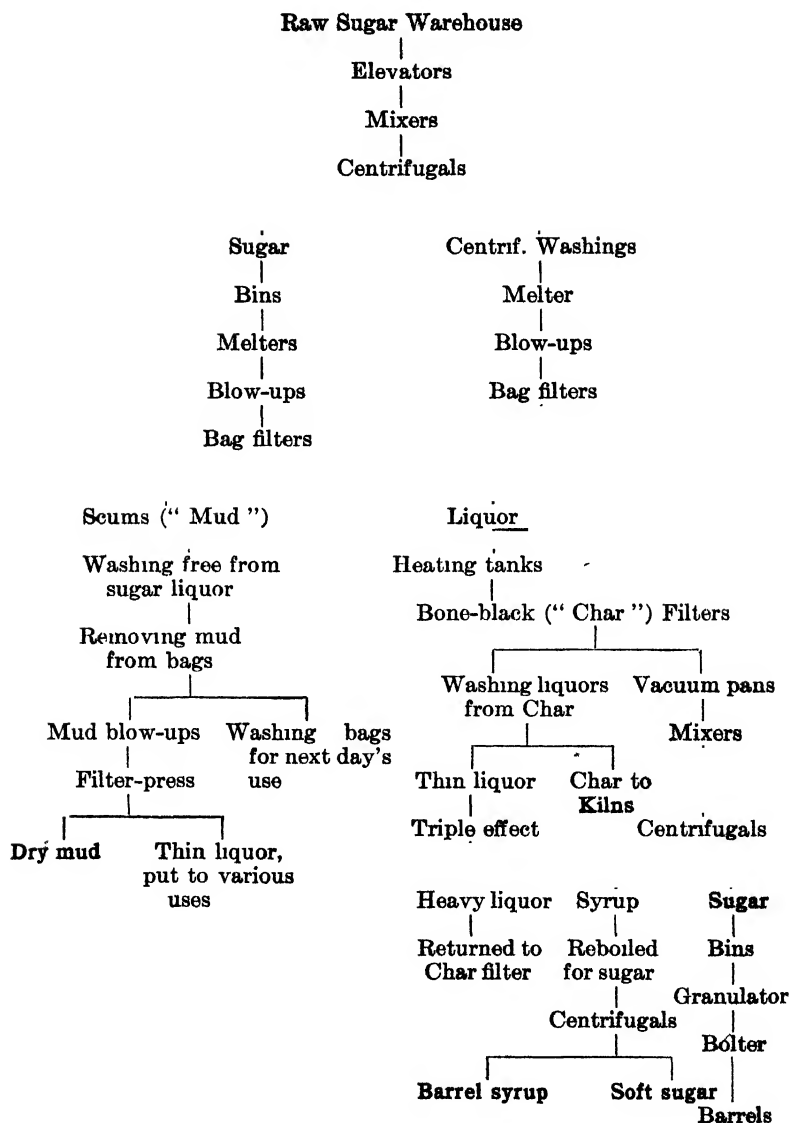 Raw Sugar Warehouse
Elevators
Mixers
Centrifugals
Sugar
Centrif. Washings
Bins
Melter
Melters
Blow-ups
Blow-ups
Bag filters
Bag filters
Scums (“ Mud ”)
Liquor
Washing free from
sugar liquor
Heating tanks
Bone-black (“ Char ”) Filters
Removing mud
from bags
Washing liquors
from Char
Vacuum pans
Mixers
Mud blow-ups
Washing bags
for next day's
use
Filter-press
Thin liquor
Char to
Kilns
Triple effect
Centrifugals
Dry mud
Thin liquor,
put to various
uses
Heavy liquor
Syrup
Sugar
Returned to
Char filter
Reboiled
for sugar
Bins
Granulator
Centrifugals
Bolter
Barrel syrup
Soft sugar
Barrels